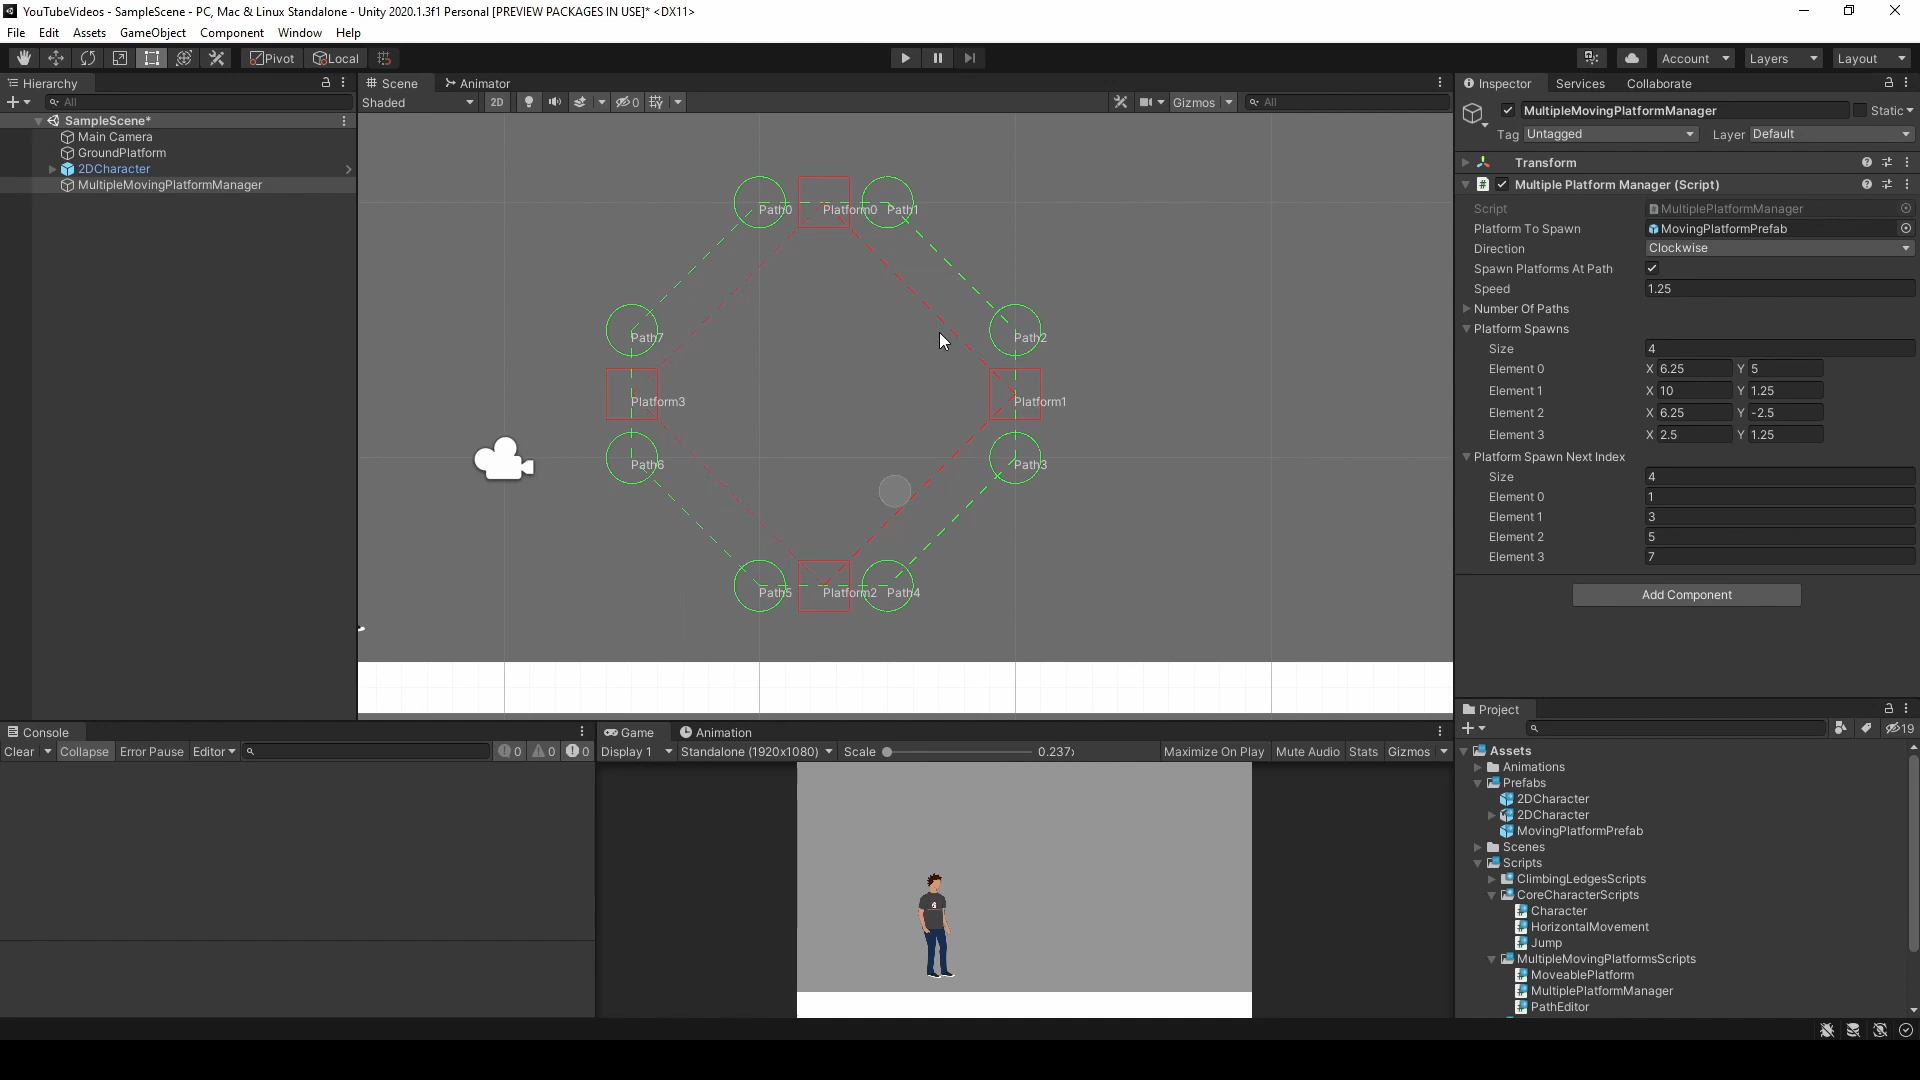 YouTubeVideos - SampleScene - PC, Mac & Linux Standalone - Unity 2020.1.3f1 Personal [PREVIEW PACKAGES IN USE]* <DX11>
File Edit Assets GameObject Component Window Help
Pivot Local Account Layers Layout
Hierarchy
All
SampleScene*
Main Camera
GroundPlatform
2DCharacter
MultipleMovingPlatformManager
Scene Animator
Shaded 2D 0 Gizmos All
Path0 Platform0 Path1
Path7 Path2
Platform3 Platform1
Path6 Path3
Path5 Platform2 Path4
Inspector Services Collaborate
MultipleMovingPlatformManager Static
Tag Untagged Layer Default
Transform
Multiple Platform Manager (Script)
Script MultiplePlatformManager
Platform To Spawn MovingPlatformPrefab
Direction Clockwise
Spawn Platforms At Path
Speed 1.25
Number Of Paths
Platform Spawns
Size 4
Element 0 X 6.25 Y 5
Element 1 X 10 Y 1.25
Element 2 X 6.25 Y -2.5
Element 3 X 2.5 Y 1.25
Platform Spawn Next Index
Size 4
Element 0 1
Element 1 3
Element 2 5
Element 3 7
Add Component
Console
Clear Collapse Error Pause Editor 0 0 0
Game Animation
Display 1 Standalone (1920x1080) Scale 0.237x Maximize On Play Mute Audio Stats Gizmos
Project
19
Assets
Animations
Prefabs
2DCharacter
2DCharacter
MovingPlatformPrefab
Scenes
Scripts
ClimbingLedgesScripts
CoreCharacterScripts
Character
HorizontalMovement
Jump
MultipleMovingPlatformsScripts
MoveablePlatform
MultiplePlatformManager
PathEditor